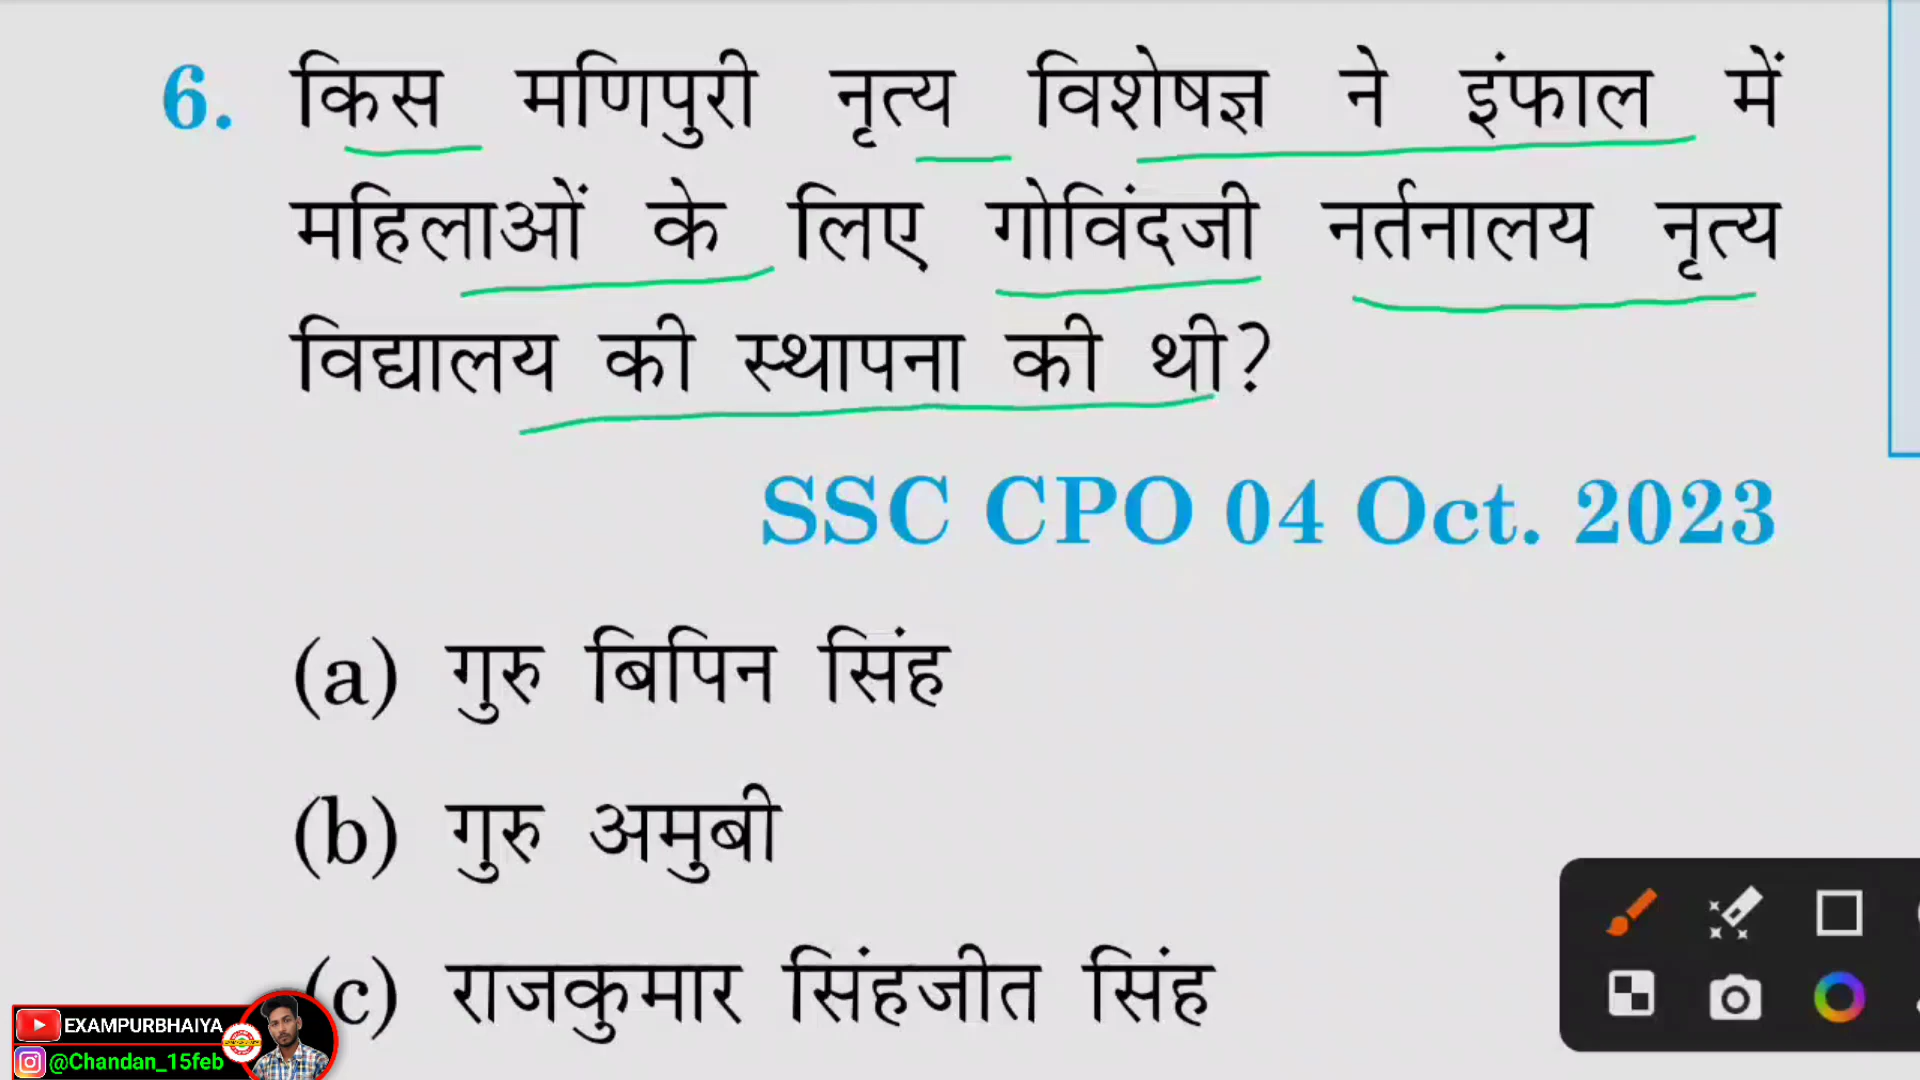 6. किस मणिपुरी नृत्य विशेषज्ञ ने इंफाल में
महिलाओं के लिए गोविंदजी नर्तनालय नृत्य
विद्यालय की स्थापना की थी?
SSC CPO 04 Oct. 2023
(a) गुरु बिपिन सिंह
(b) गुरु अमुबी
(c) राजकुमार सिंहजीत सिंह
EXAMPURBHAIYA
@Chandan_15feb